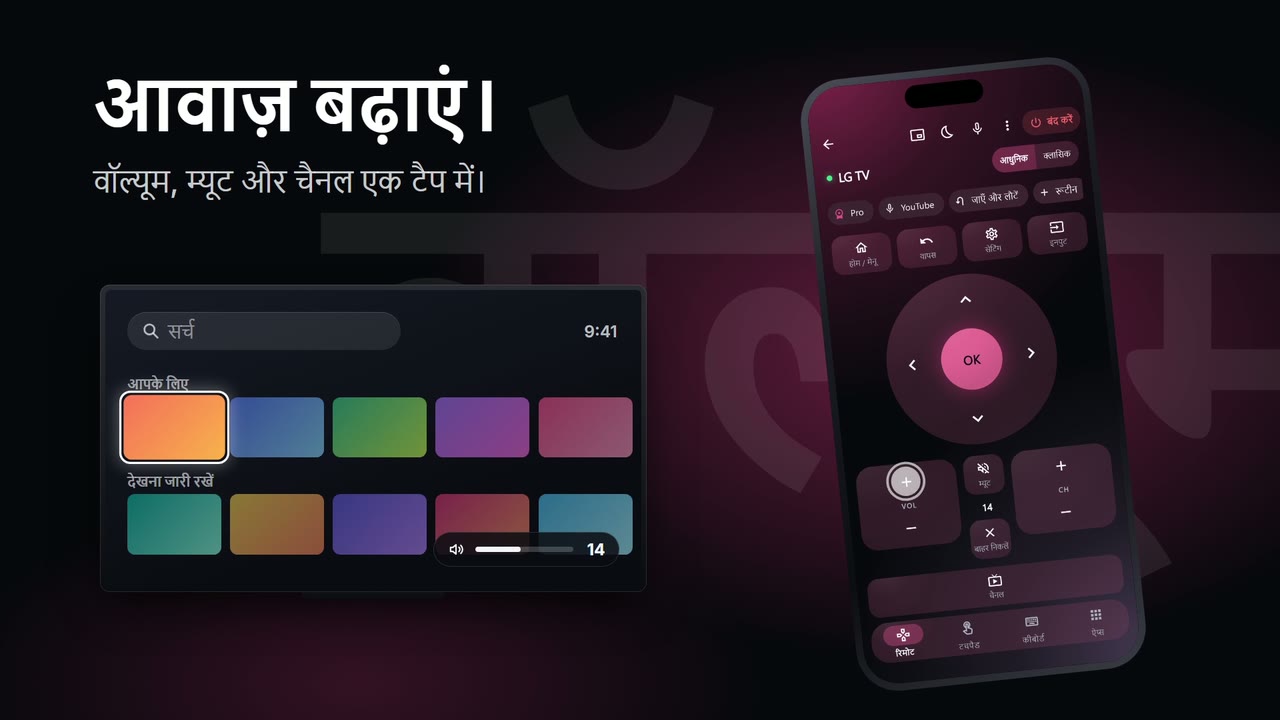 आवाज़ बढ़ाएं।
वॉल्यूम, म्यूट और चैनल एक टैप में।
सर्च
9:41
आपके लिए
देखना जारी रखें
14
बंद करें
LG TV
आधुनिक
क्लासिक
Pro
YouTube
जाएँ और लौटें
+ रूटीन
होम / मेनू
वापस
सेटिंग
इनपुट
OK
+
VOL
−
म्यूट
14
बाहर निकलें
+
CH
−
चैनल
रिमोट
टचपैड
कीबोर्ड
ऐप्स